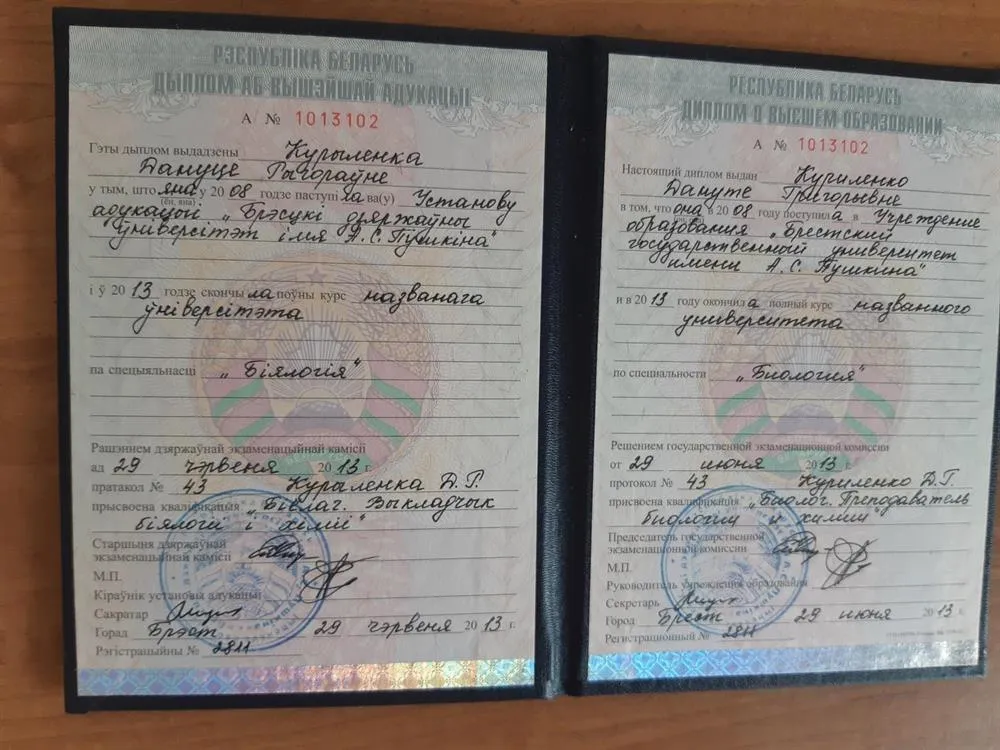 РЭСПУБЛІКА БЕЛАРУСЬ
ДЫПЛОМ АБ ВЫШЭЙШАЙ АДУКАЦЫІ
А № 1013102
Гэты дыплом выдадзены Курыленка
Дануце Рыгораўне
у тым, што яна у 2008 годзе паступіла ва(у) Установу
(ён, яна)
адукацыі „Брэсцкі дзяржаўны
ўніверсітэт імя А.С. Пушкіна"
і ў 2013 годзе скончыла поўны курс названага
ўніверсітэта
па спецыяльнасці „Біялогія"
Рашэннем дзяржаўнай экзаменацыйнай камісіі
ад 29 чэрвеня 2013 г.
пратакол № 43 Курыленка Д.Р.
прысвоена кваліфікацыя „Біёлаг. Выкладчык
біялогіі і хіміі"
Старшыня дзяржаўнай
экзаменацыйнай камісіі
М.П.
Кіраўнік установы адукацыі
Сакратар
Горад Брэст 29 чэрвеня 2013 г.
Рэгістрацыйны № 2811
РЕСПУБЛИКА БЕЛАРУСЬ
ДИПЛОМ О ВЫСШЕМ ОБРАЗОВАНИИ
А № 1013102
Настоящий диплом выдан Куриленко
Дануте Григорьевне
в том, что она в 2008 году поступила в Учреждение
образования „Брестский
государственный университет
имени А.С. Пушкина"
и в 2013 году окончила полный курс названного
университета
по специальности „Биология"
Решением государственной экзаменационной комиссии
от 29 июня 2013 г.
протокол № 43 Куриленко Д.Г.
присвоена квалификация „Биолог. Преподаватель
биологии и химии"
Председатель государственной
экзаменационной комиссии
М.П.
Руководитель учреждения образования
Секретарь
Город Брест 29 июня 2013 г.
Регистрационный № 2811